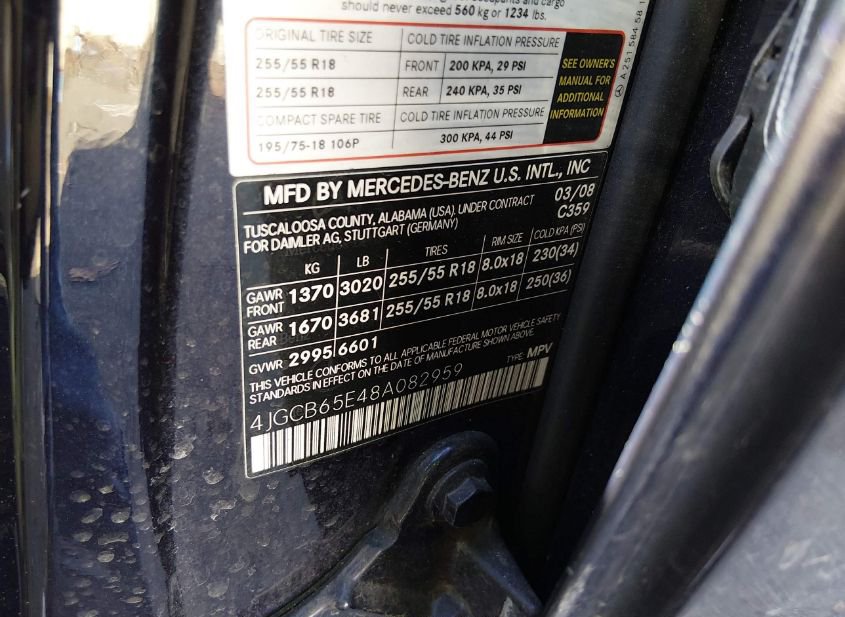 should never exceed 560 kg or 1234 lbs.
ORIGINAL TIRE SIZE COLD TIRE INFLATION PRESSURE
255/55 R18 FRONT 200 KPA, 29 PSI
255/55 R18 REAR 240 KPA, 35 PSI
COMPACT SPARE TIRE COLD TIRE INFLATION PRESSURE
195/75-18 106P 300 KPA, 44 PSI
SEE OWNER'S
MANUAL FOR
ADDITIONAL
INFORMATION
A 251 584 58 1
MFD BY MERCEDES-BENZ U.S. INTL., INC
TUSCALOOSA COUNTY, ALABAMA (USA). UNDER CONTRACT 03/08
FOR DAIMLER AG, STUTTGART (GERMANY) C359
KG LB TIRES RIM SIZE COLD KPA (PSI)
GAWR FRONT 1370 3020 255/55 R18 8.0x18 230(34)
GAWR REAR 1670 3681 255/55 R18 8.0x18 250(36)
GVWR 2995 6601
THIS VEHICLE CONFORMS TO ALL APPLICABLE FEDERAL MOTOR VEHICLE SAFETY
STANDARDS IN EFFECT ON THE DATE OF MANUFACTURE SHOWN ABOVE.
TYPE: MPV
4JGCB65E48A082959